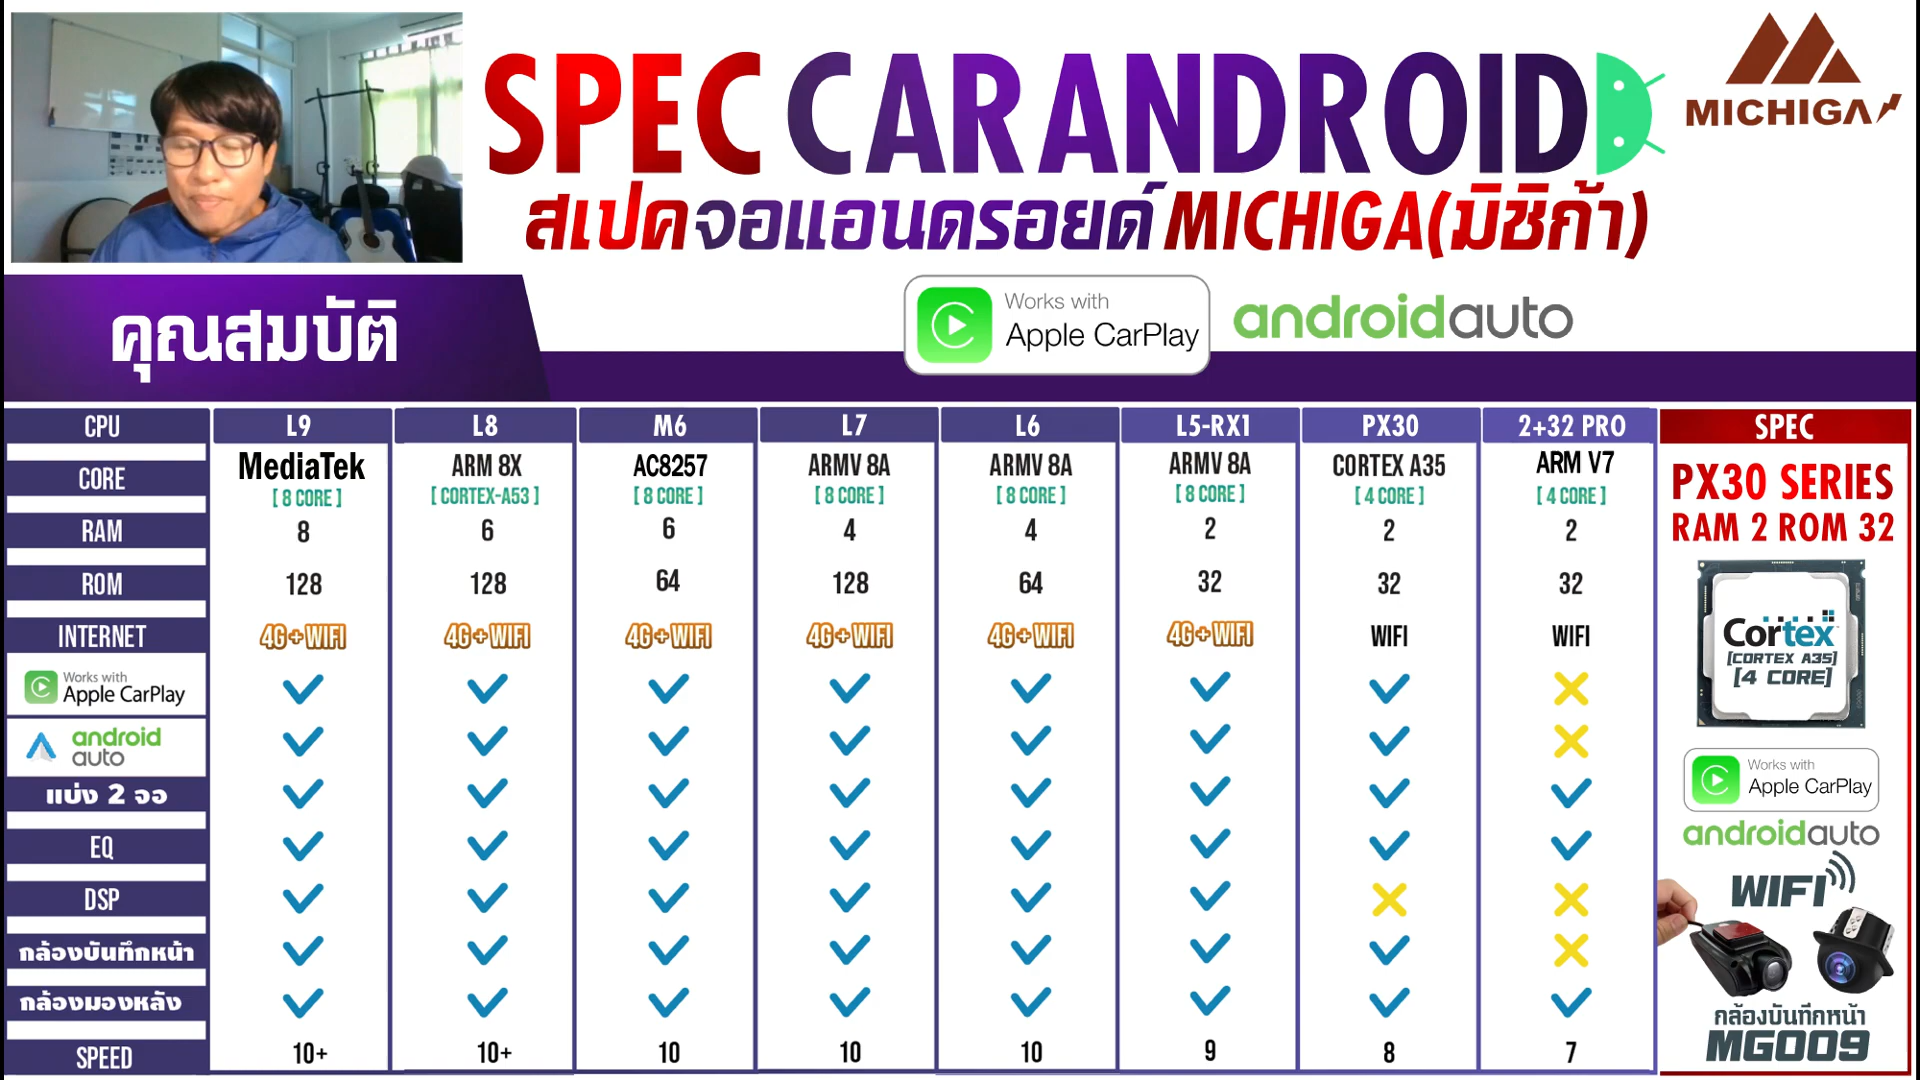 SPEC CAR ANDROID
MICHIGA
สเปคจอแอนดรอยด์ MICHIGA(มิชิก้า)
คุณสมบัติ
Works with
Apple CarPlay
androidauto
CPU L9 L8 M6 L7 L6 L5-RX1 PX30 2+32 PRO SPEC
CORE MediaTek ARM 8X AC8257 ARMV 8A ARMV 8A ARMV 8A CORTEX A35 ARM V7
[ 8 CORE ] [ CORTEX-A53 ] [ 8 CORE ] [ 8 CORE ] [ 8 CORE ] [ 8 CORE ] [ 4 CORE ] [ 4 CORE ]
RAM 8 6 6 4 4 2 2 2
ROM 128 128 64 128 64 32 32 32
INTERNET 4G+WIFI 4G+WIFI 4G+WIFI 4G+WIFI 4G+WIFI 4G+WIFI WIFI WIFI
Works with
Apple CarPlay
android
auto
แบ่ง 2 จอ
EQ
DSP
กล้องบันทึกหน้า
กล้องมองหลัง
SPEED 10+ 10+ 10 10 10 9 8 7
PX30 SERIES
RAM 2 ROM 32
Cortex
[CORTEX A35]
[4 CORE]
Works with
Apple CarPlay
androidauto
WIFI
กล้องบันทึกหน้า
MG009